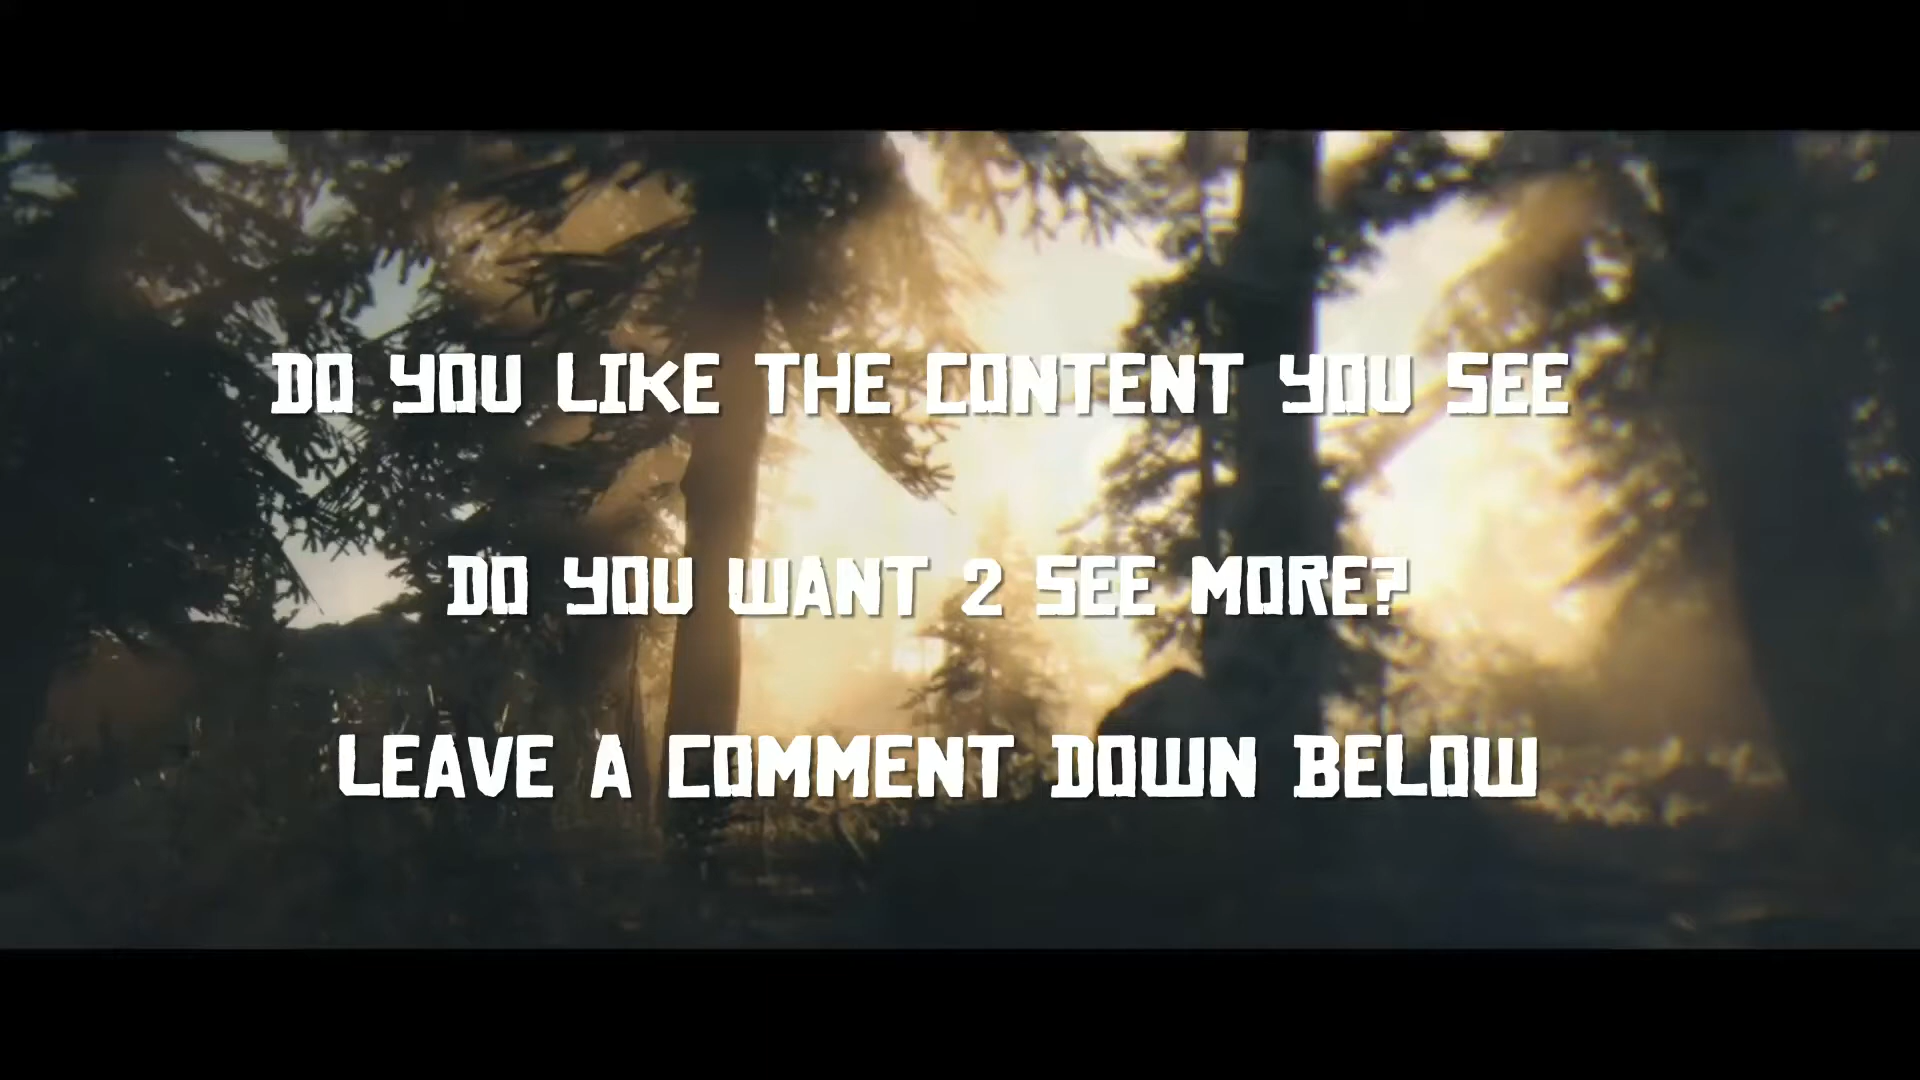 DO YOU LIKE THE CONTENT YOU SEE
DO YOU WANT 2 SEE MORE?
LEAVE A COMMENT DOWN BELOW